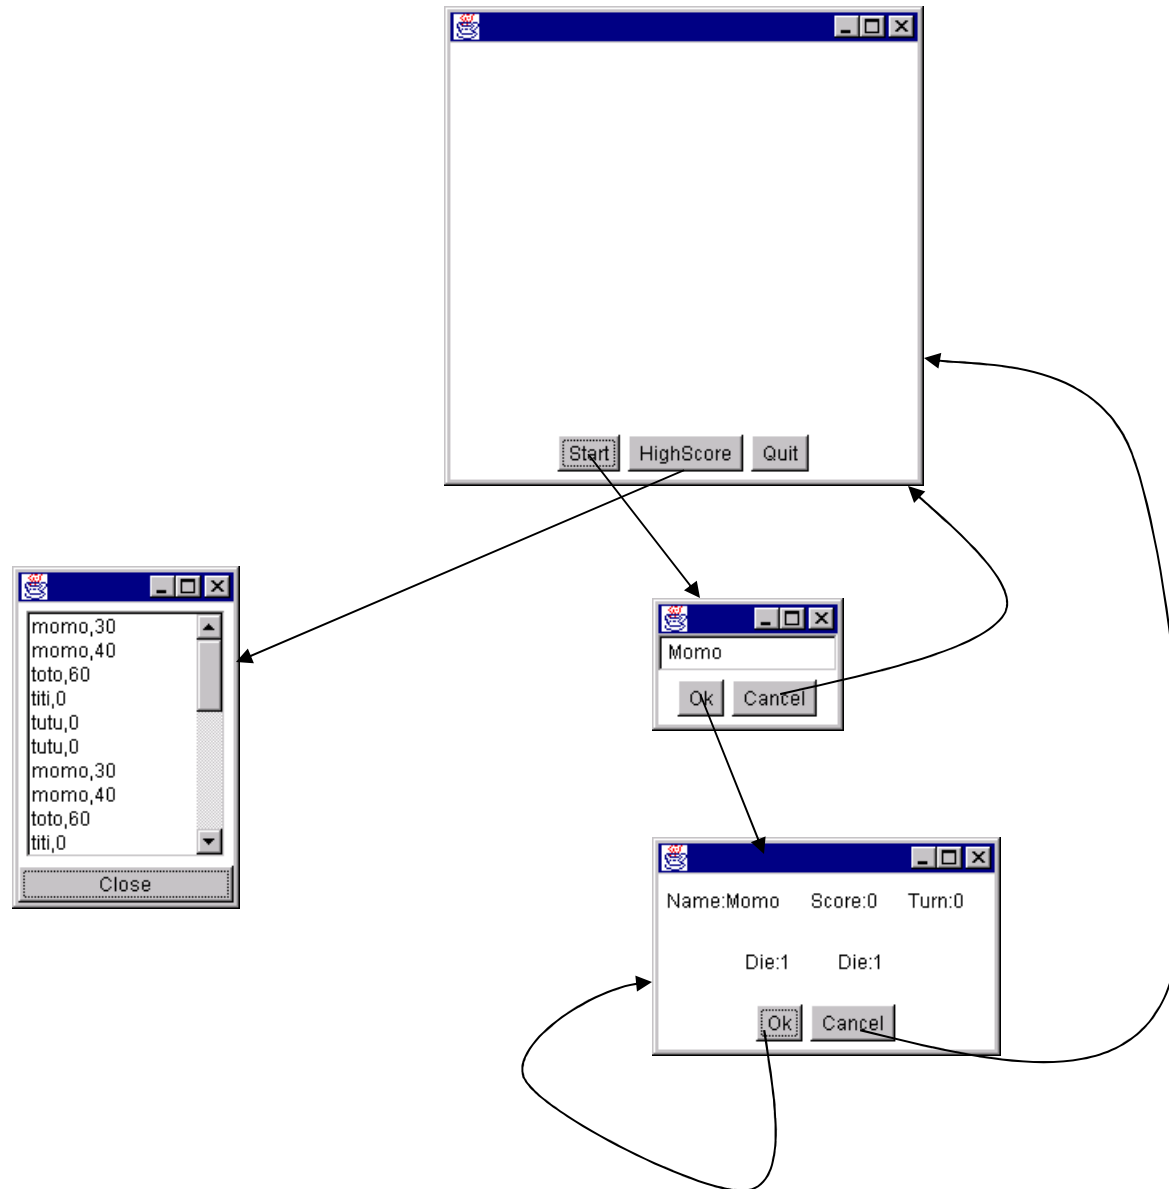 Start HighScore Quit
momo,30
momo,40
toto,60
titi,0
tutu,0
tutu,0
momo,30
momo,40
toto,60
titi,0
Close
Momo
Ok Cancel
Name:Momo Score:0 Turn:0
Die:1 Die:1
Ok Cancel